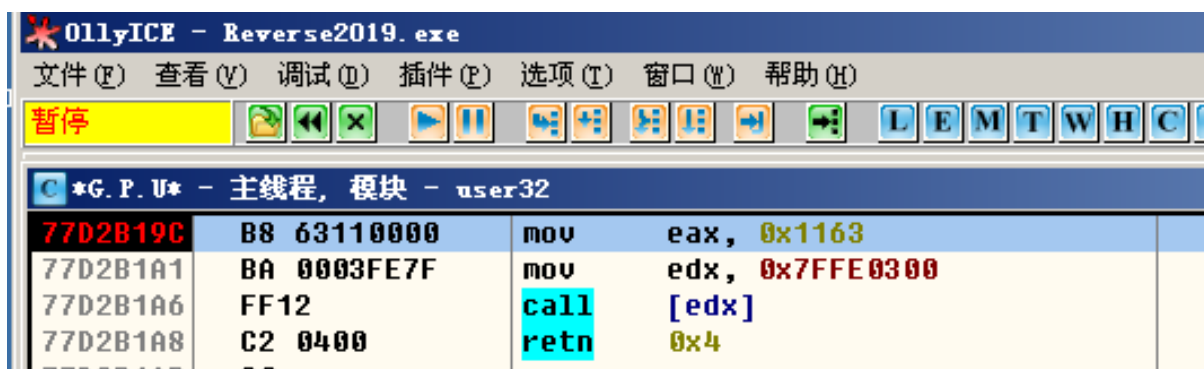 OllyICE - Reverse2019.exe
文件(F) 查看(V) 调试(D) 插件(P) 选项(T) 窗口(W) 帮助(H)
暂停 L E M T W H C
C *G.P.U* - 主线程, 模块 - user32
77D2B19C B8 63110000 mov eax, 0x1163
77D2B1A1 BA 0003FE7F mov edx, 0x7FFE0300
77D2B1A6 FF12 call [edx]
77D2B1A8 C2 0400 retn 0x4